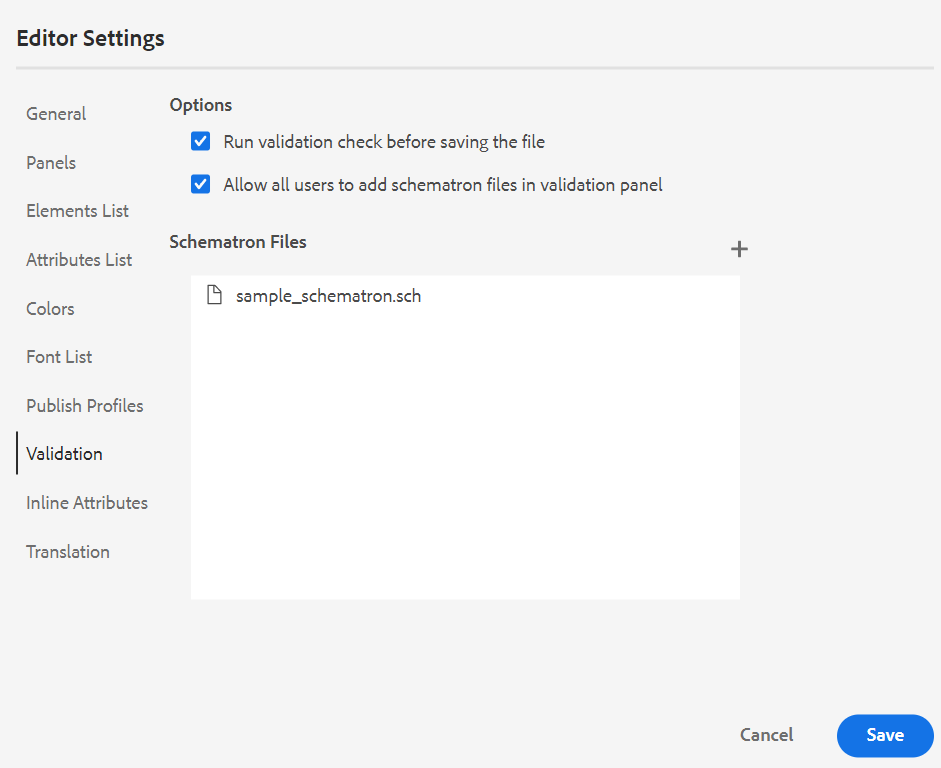 Editor Settings
General
Panels
Elements List
Attributes List
Colors
Font List
Publish Profiles
Validation
Inline Attributes
Translation
Options
Run validation check before saving the file
Allow all users to add schematron files in validation panel
Schematron Files
sample_schematron.sch
Cancel
Save